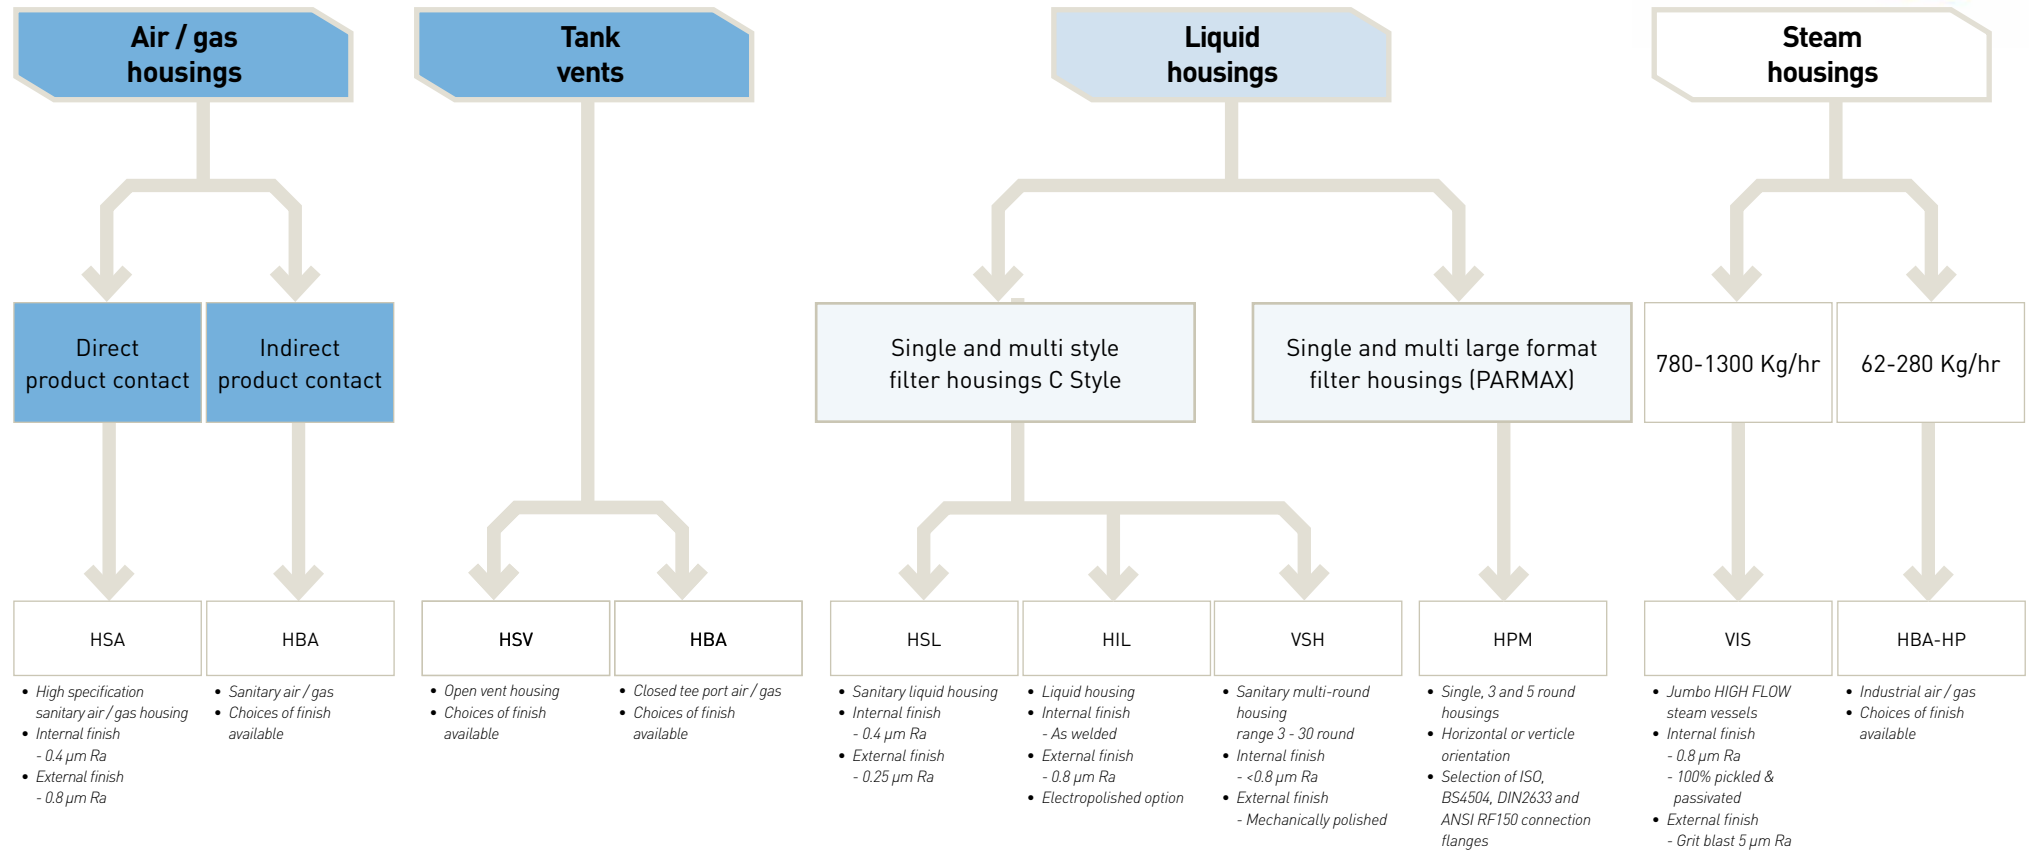 Air / gas
housings
Tank
vents
Liquid
housings
Steam
housings
Direct
product contact
Indirect
product contact
Single and multi style
filter housings C Style
Single and multi large format
filter housings (PARMAX)
780-1300 Kg/hr
62-280 Kg/hr
HSA
• High specification
sanitary air / gas housing
• Internal finish
- 0.4 µm Ra
• External finish
- 0.8 µm Ra
HBA
• Sanitary air / gas
• Choices of finish
available
HSV
• Open vent housing
• Choices of finish
available
HBA
• Closed tee port air / gas
• Choices of finish
available
HSL
• Sanitary liquid housing
• Internal finish
- 0.4 µm Ra
• External finish
- 0.25 µm Ra
HIL
• Liquid housing
• Internal finish
- As welded
• External finish
- 0.8 µm Ra
• Electropolished option
VSH
• Sanitary multi-round
housing
range 3 - 30 round
• Internal finish
- <0.8 µm Ra
• External finish
- Mechanically polished
HPM
• Single, 3 and 5 round
housings
• Horizontal or verticle
orientation
• Selection of ISO,
BS4504, DIN2633 and
ANSI RF150 connection
flanges
VIS
• Jumbo HIGH FLOW
steam vessels
• Internal finish
- 0.8 µm Ra
- 100% pickled &
passivated
• External finish
- Grit blast 5 µm Ra
HBA-HP
• Industrial air / gas
• Choices of finish
available